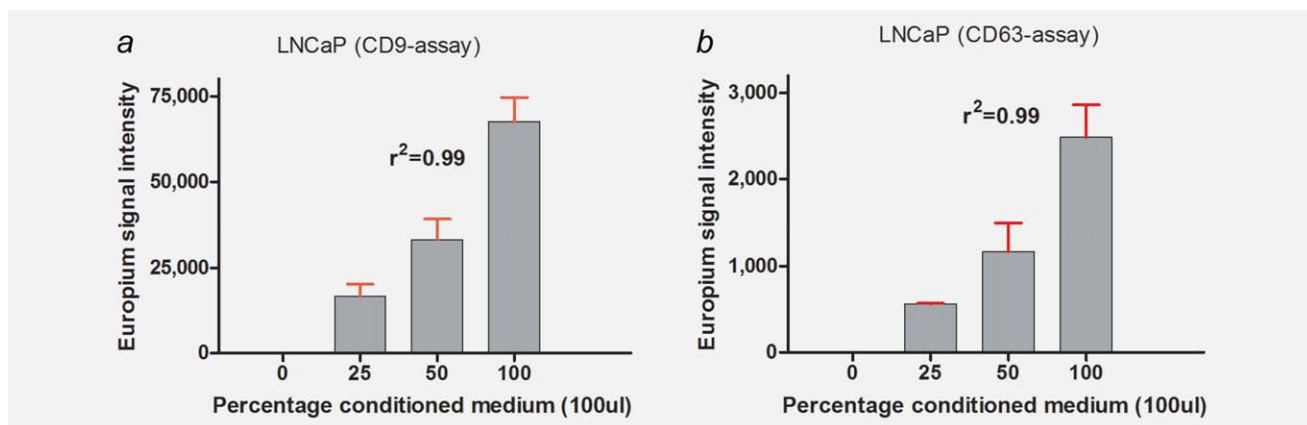 a
LNCaP (CD9-assay)
Europium signal intensity
75,000
50,000
25,000
0
r²=0.99
0 25 50 100
Percentage conditioned medium (100ul)
b
LNCaP (CD63-assay)
Europium signal intensity
3,000
2,000
1,000
0
r²=0.99
0 25 50 100
Percentage conditioned medium (100ul)